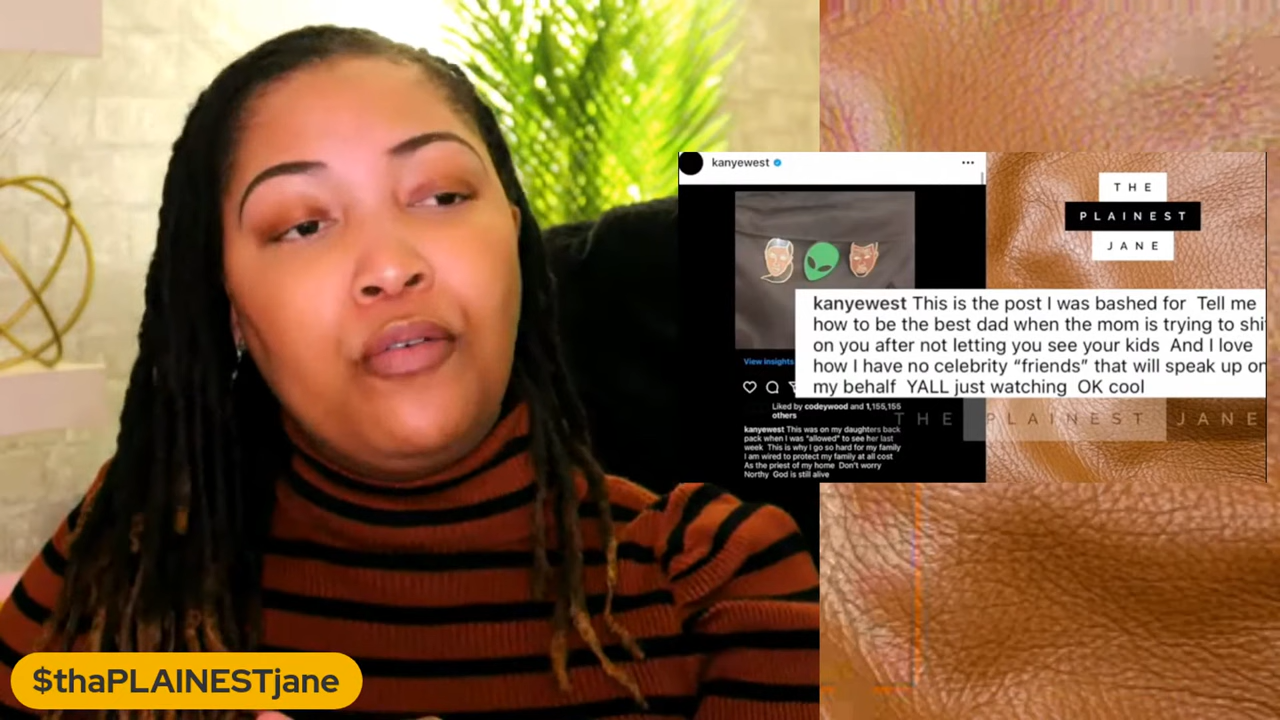 kanyewest
THE
PLAINEST
JANE
kanyewest This is the post I was bashed for Tell me
how to be the best dad when the mom is trying to shi
on you after not letting you see your kids And I love
how I have no celebrity “friends” that will speak up or
my behalf YALL just watching OK cool
View insights
Liked by codeywood and 1,155,155
others
kanyewest This was on my daughters back
pack when I was "allowed" to see her last
week This is why I go so hard for my family
I am wired to protect my family at all cost
As the priest of my home Don't worry
Northy God is still alive
THE PLAINEST JANE
$thaPLAINESTjane